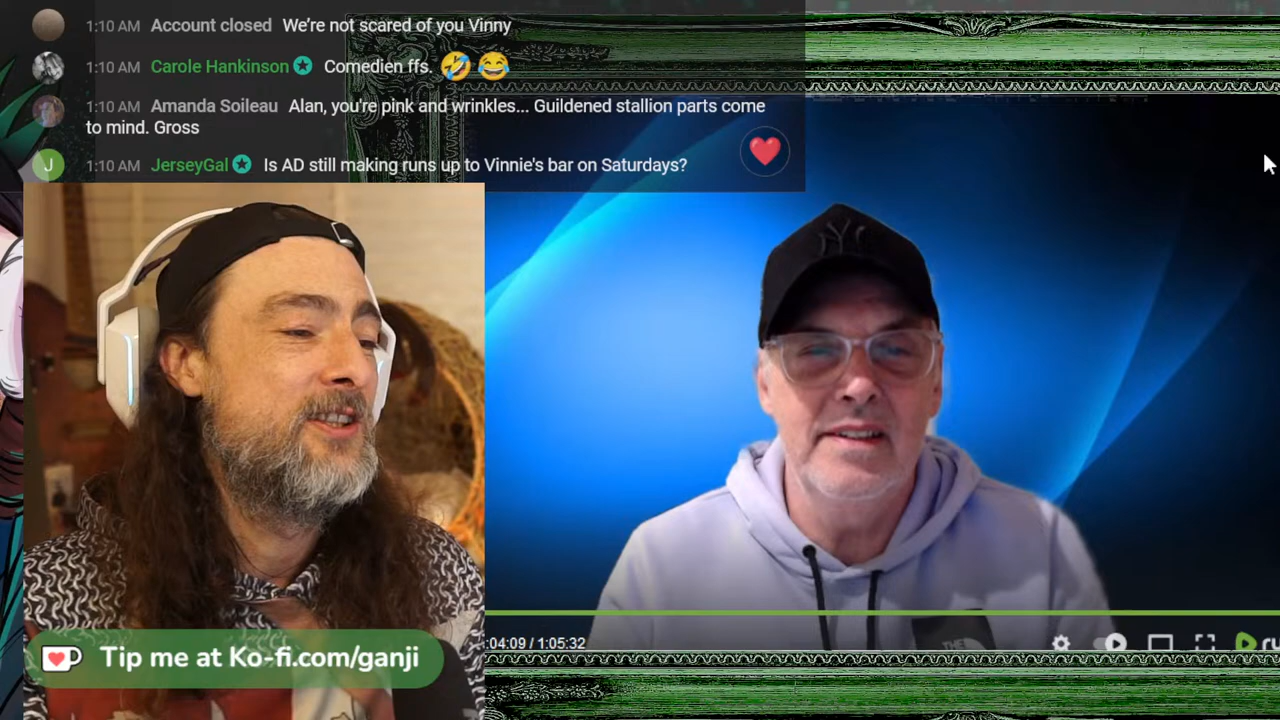 1:10 AM Account closed We're not scared of you Vinny
1:10 AM Carole Hankinson Comedien ffs. 🤣 😂
1:10 AM Amanda Soileau Alan, you're pink and wrinkles... Guildened stallion parts come
to mind. Gross
J 1:10 AM JerseyGal Is AD still making runs up to Vinnie's bar on Saturdays?
NY
:04:09 / 1:05:32
THE
Tip me at Ko-fi.com/ganji